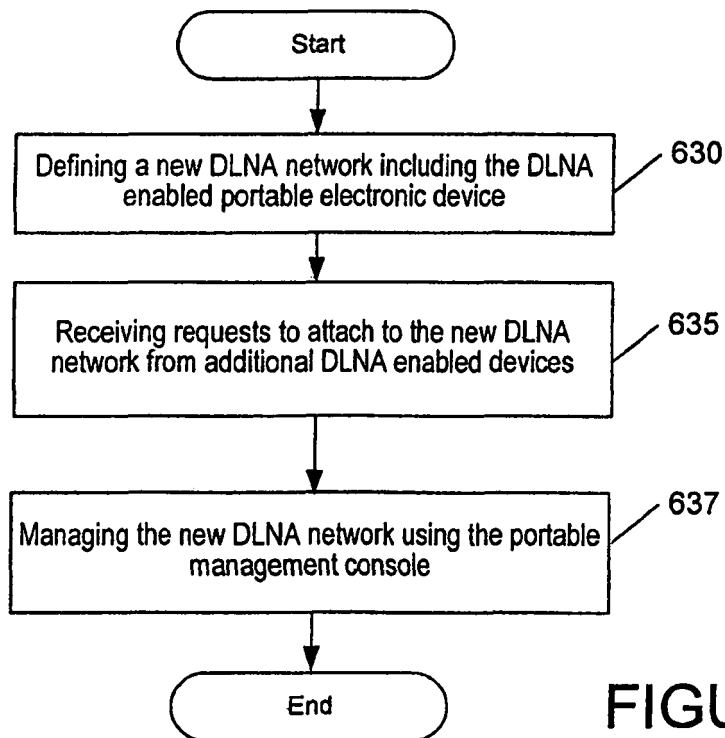 Start
Defining a new DLNA network including the DLNA
enabled portable electronic device
630
Receiving requests to attach to the new DLNA
network from additional DLNA enabled devices
635
Managing the new DLNA network using the portable
management console
637
End